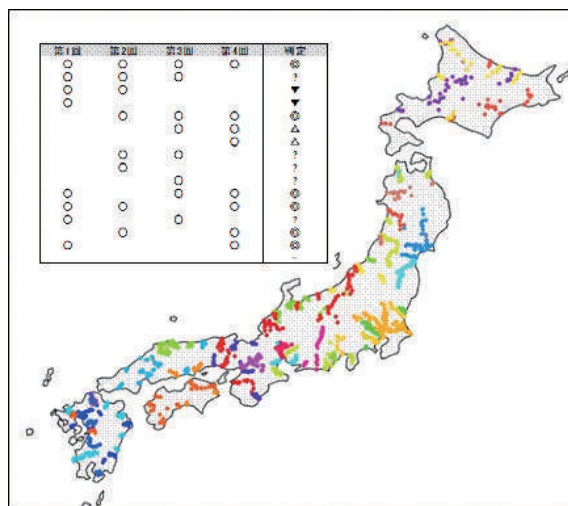 第1回 第2回 第3回 第4回 判定
○ ○ ○ ○ ◎
○ ○ ○ ?
○ ○ ▼
○ ▼
○ ○ ○ ◎
○ ○ △
○ △
○ ○ ?
○ ?
○ ?
○ ○ ○ ◎
○ ○ ○ ◎
○ ○ ?
○ ○ ◎
○ ○ ◎
－